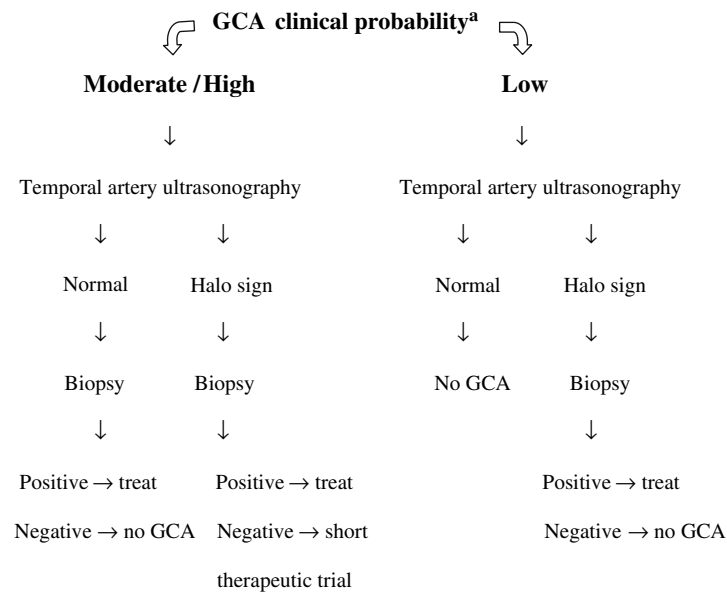 GCA clinical probabilityᵃ
Moderate / High Low
↓ ↓
Temporal artery ultrasonography Temporal artery ultrasonography
↓ ↓ ↓ ↓
Normal Halo sign Normal Halo sign
↓ ↓ ↓ ↓
Biopsy Biopsy No GCA Biopsy
↓ ↓ ↓
Positive → treat Positive → treat Positive → treat
Negative → no GCA Negative → short Negative → no GCA
therapeutic trial